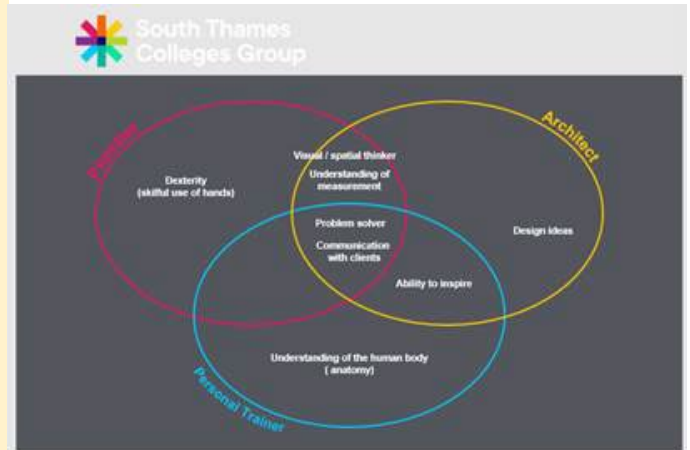 South Thames
Colleges Group
Architect
Visual / spatial thinker
Understanding of
measurement
Dexterity
(skilful use of hands)
Problem solver
Communication
with clients
Design ideas
Ability to inspire
Understanding of the human body
( anatomy)
Personal Trainer